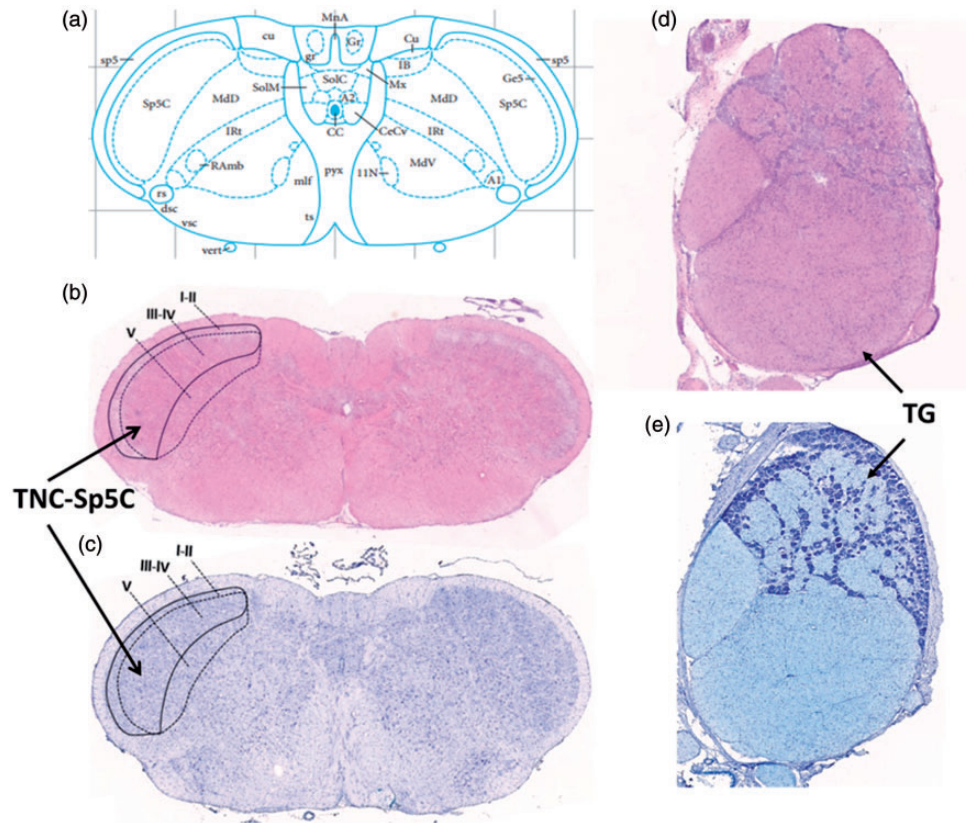 (a)
MnA
cu
Gr
gr
Cu
IB
sp5
sp5
Ge5
SolC
SolM
Mx
Sp5C
MdD
A2
MdD
Sp5C
IRt
CC
CeCv
IRt
RAmb
MdV
pyx
11N
mlf
A1
rs
dsc
vsc
ts
vert
(b)
I-II
III-IV
V
TNC-Sp5C
(c)
I-II
III-IV
V
(d)
TG
(e)